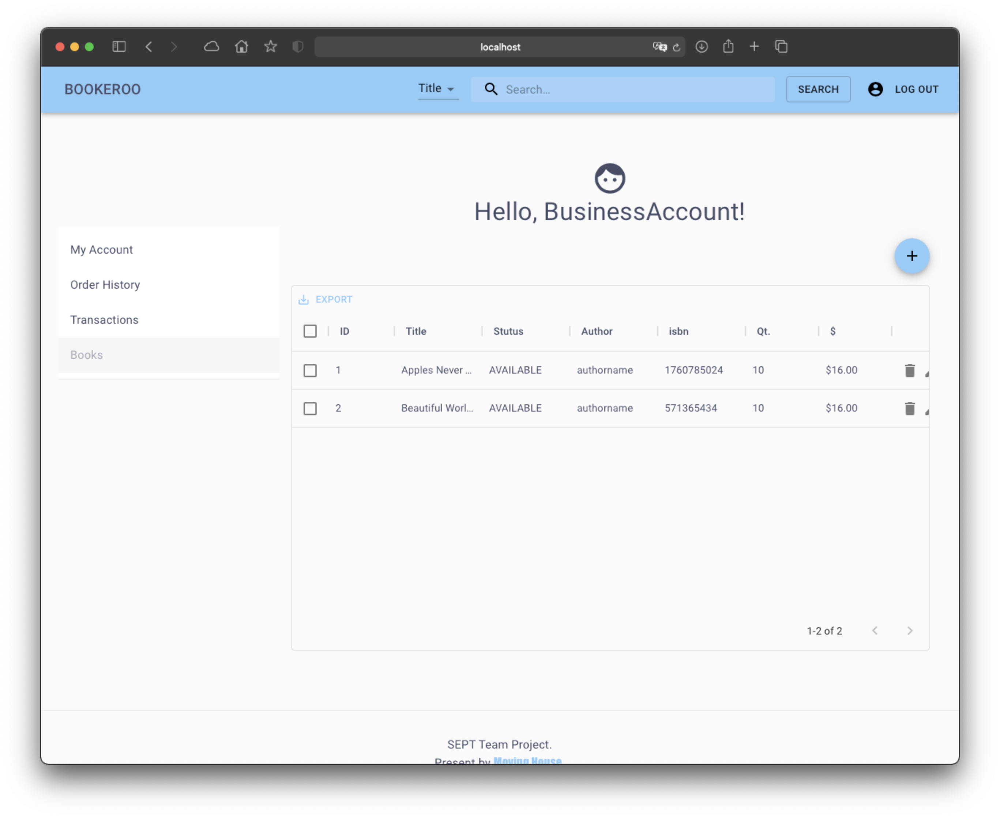 localhost
BOOKEROO Title Search... SEARCH LOG OUT
Hello, BusinessAccount!
My Account
Order History
Transactions
Books
EXPORT
ID Title Stutus Author isbn Qt. $
1 Apples Never ... AVAILABLE authorname 1760785024 10 $16.00
2 Beautiful Worl... AVAILABLE authorname 571365434 10 $16.00
1-2 of 2
SEPT Team Project.
Present by Moving House